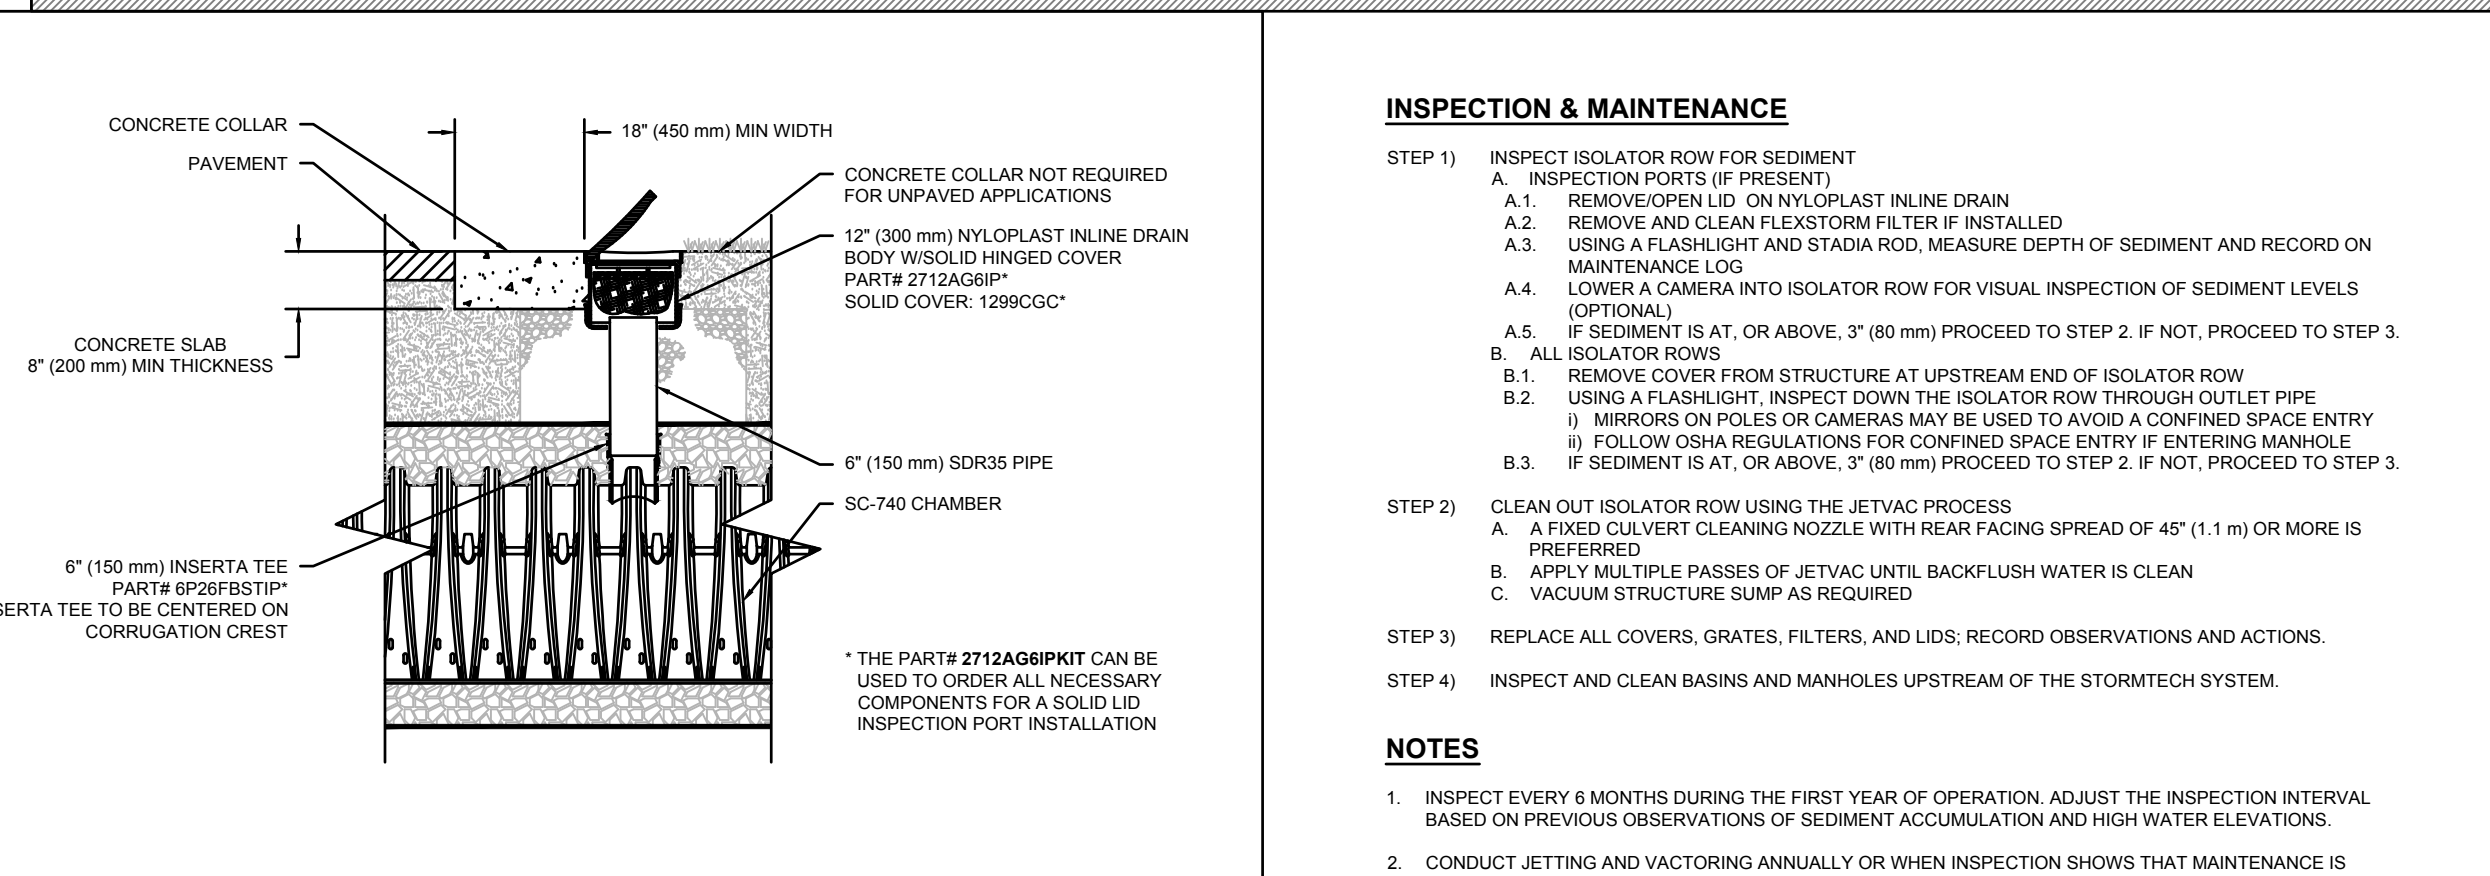 CONCRETE COLLAR
PAVEMENT
18" (450 mm) MIN WIDTH
CONCRETE COLLAR NOT REQUIRED
FOR UNPAVED APPLICATIONS
12" (300 mm) NYLOPLAST INLINE DRAIN
BODY W/SOLID HINGED COVER
PART# 2712AG6IP*
SOLID COVER: 1299CGC*
CONCRETE SLAB
8" (200 mm) MIN THICKNESS
6" (150 mm) SDR35 PIPE
SC-740 CHAMBER
6" (150 mm) INSERTA TEE
PART# 6P26FBSTIP*
SERTA TEE TO BE CENTERED ON
CORRUGATION CREST
* THE PART# 2712AG6IPKIT CAN BE
USED TO ORDER ALL NECESSARY
COMPONENTS FOR A SOLID LID
INSPECTION PORT INSTALLATION
INSPECTION & MAINTENANCE
STEP 1) INSPECT ISOLATOR ROW FOR SEDIMENT
A. INSPECTION PORTS (IF PRESENT)
A.1. REMOVE/OPEN LID ON NYLOPLAST INLINE DRAIN
A.2. REMOVE AND CLEAN FLEXSTORM FILTER IF INSTALLED
A.3. USING A FLASHLIGHT AND STADIA ROD, MEASURE DEPTH OF SEDIMENT AND RECORD ON
MAINTENANCE LOG
A.4. LOWER A CAMERA INTO ISOLATOR ROW FOR VISUAL INSPECTION OF SEDIMENT LEVELS
(OPTIONAL)
A.5. IF SEDIMENT IS AT, OR ABOVE, 3" (80 mm) PROCEED TO STEP 2. IF NOT, PROCEED TO STEP 3.
B. ALL ISOLATOR ROWS
B.1. REMOVE COVER FROM STRUCTURE AT UPSTREAM END OF ISOLATOR ROW
B.2. USING A FLASHLIGHT, INSPECT DOWN THE ISOLATOR ROW THROUGH OUTLET PIPE
i) MIRRORS ON POLES OR CAMERAS MAY BE USED TO AVOID A CONFINED SPACE ENTRY
ii) FOLLOW OSHA REGULATIONS FOR CONFINED SPACE ENTRY IF ENTERING MANHOLE
B.3. IF SEDIMENT IS AT, OR ABOVE, 3" (80 mm) PROCEED TO STEP 2. IF NOT, PROCEED TO STEP 3.
STEP 2) CLEAN OUT ISOLATOR ROW USING THE JETVAC PROCESS
A. A FIXED CULVERT CLEANING NOZZLE WITH REAR FACING SPREAD OF 45" (1.1 m) OR MORE IS
PREFERRED
B. APPLY MULTIPLE PASSES OF JETVAC UNTIL BACKFLUSH WATER IS CLEAN
C. VACUUM STRUCTURE SUMP AS REQUIRED
STEP 3) REPLACE ALL COVERS, GRATES, FILTERS, AND LIDS; RECORD OBSERVATIONS AND ACTIONS.
STEP 4) INSPECT AND CLEAN BASINS AND MANHOLES UPSTREAM OF THE STORMTECH SYSTEM.
NOTES
1. INSPECT EVERY 6 MONTHS DURING THE FIRST YEAR OF OPERATION. ADJUST THE INSPECTION INTERVAL
BASED ON PREVIOUS OBSERVATIONS OF SEDIMENT ACCUMULATION AND HIGH WATER ELEVATIONS.
2. CONDUCT JETTING AND VACTORING ANNUALLY OR WHEN INSPECTION SHOWS THAT MAINTENANCE IS